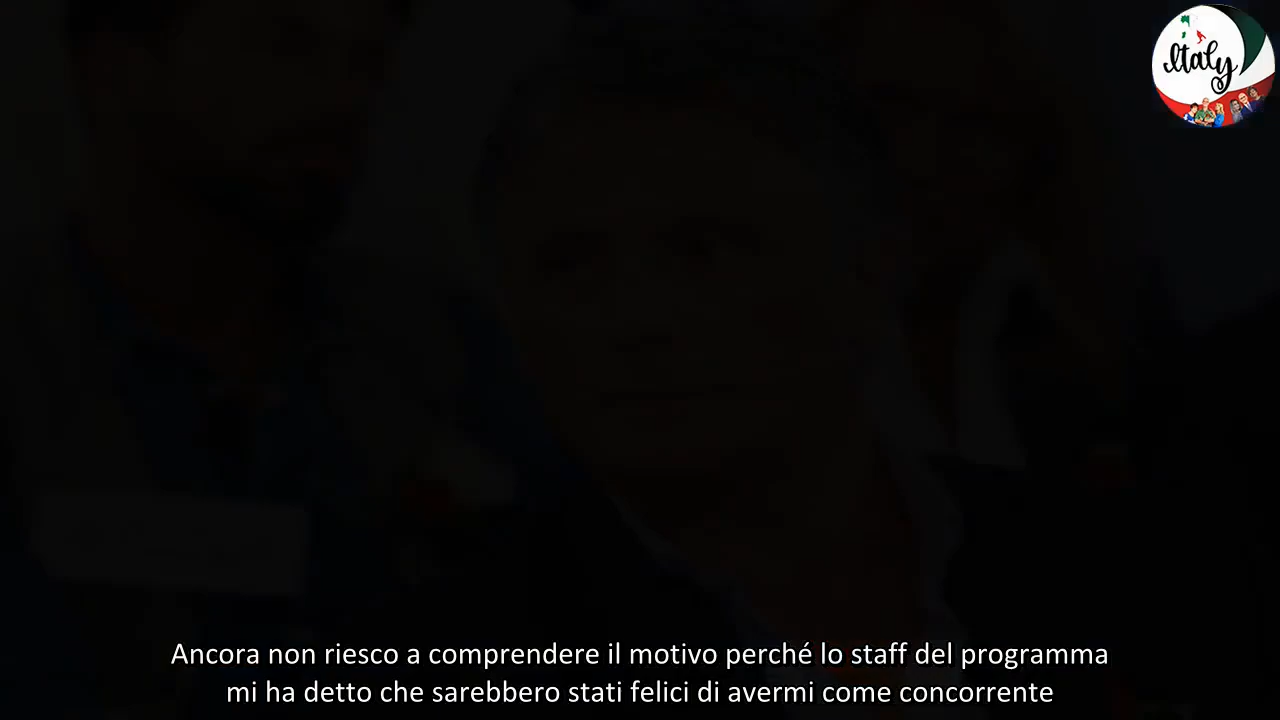 Italy
Ancora non riesco a comprendere il motivo perché lo staff del programma
mi ha detto che sarebbero stati felici di avermi come concorrente